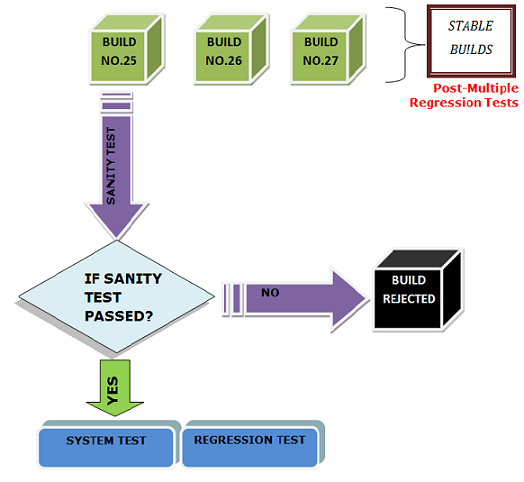 BUILD
NO.25
BUILD
NO.26
BUILD
NO.27
STABLE
BUILDS
Post-Multiple
Regression Tests
SANITY TEST
IF SANITY
TEST
PASSED?
NO
BUILD
REJECTED
YES
SYSTEM TEST
REGRESSION TEST